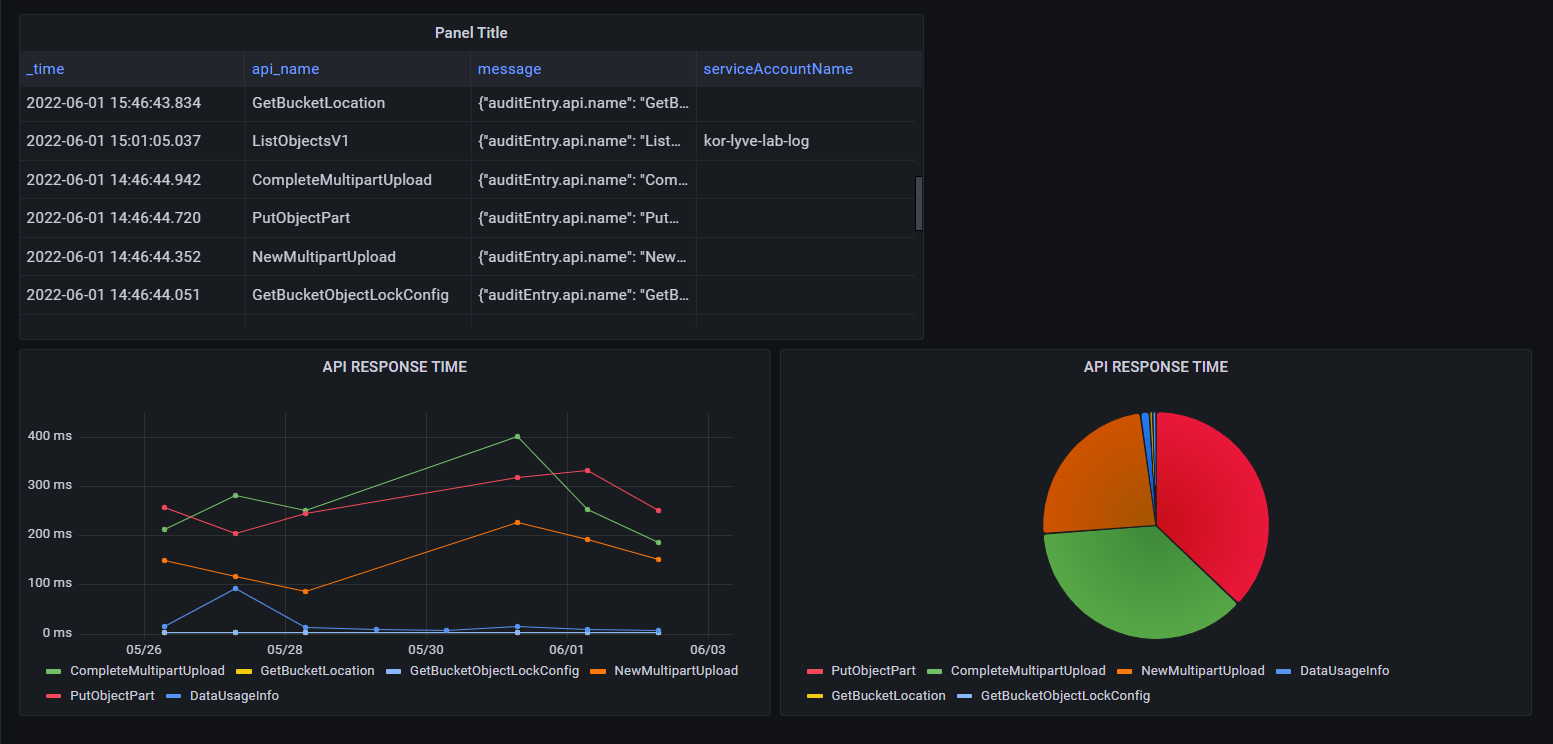 Panel Title
_time api_name message serviceAccountName
2022-06-01 15:46:43.834 GetBucketLocation {"auditEntry.api.name": "GetB...
2022-06-01 15:01:05.037 ListObjectsV1 {"auditEntry.api.name": "List... kor-lyve-lab-log
2022-06-01 14:46:44.942 CompleteMultipartUpload {"auditEntry.api.name": "Com...
2022-06-01 14:46:44.720 PutObjectPart {"auditEntry.api.name": "Put...
2022-06-01 14:46:44.352 NewMultipartUpload {"auditEntry.api.name": "New...
2022-06-01 14:46:44.051 GetBucketObjectLockConfig {"auditEntry.api.name": "GetB...
API RESPONSE TIME
400 ms
300 ms
200 ms
100 ms
0 ms
05/26 05/28 05/30 06/01 06/03
CompleteMultipartUpload GetBucketLocation GetBucketObjectLockConfig NewMultipartUpload
PutObjectPart DataUsageInfo
API RESPONSE TIME
PutObjectPart CompleteMultipartUpload NewMultipartUpload DataUsageInfo
GetBucketLocation GetBucketObjectLockConfig